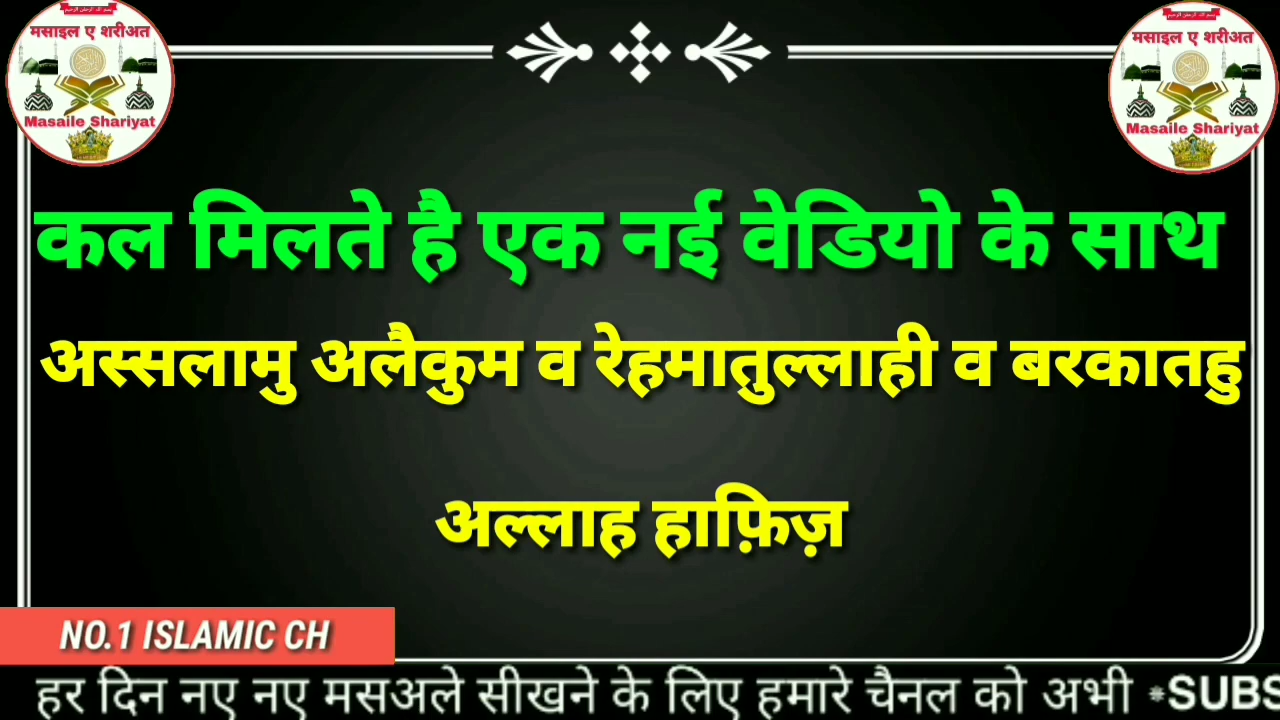 मसाइल ए शरीअत
Masaile Shariyat
मसाइल ए शरीअत
Masaile Shariyat
कल मिलते है एक नई वेडियो के साथ
अस्सलामु अलैकुम व रेहमातुल्लाही व बरकातहु
अल्लाह हाफ़िज़
NO.1 ISLAMIC CH
हर दिन नए नए मसअले सीखने के लिए हमारे चैनल को अभी *SUBS